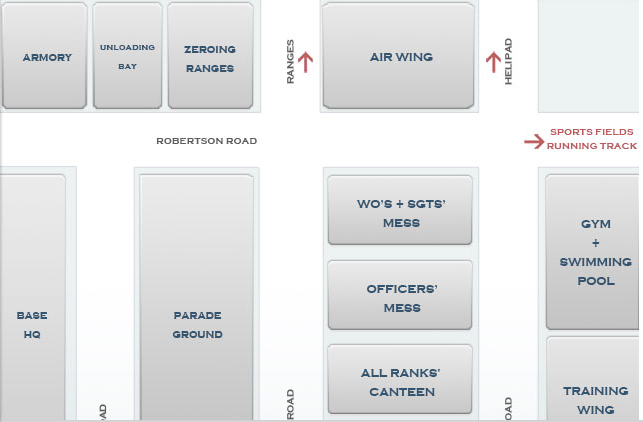 ARMORY
UNLOADING
BAY
ZEROING
RANGES
RANGES
AIR WING
HELIPAD
ROBERTSON ROAD
SPORTS FIELDS
RUNNING TRACK
BASE
HQ
PARADE
GROUND
WO'S + SGTS'
MESS
OFFICERS'
MESS
ALL RANKS'
CANTEEN
GYM
+
SWIMMING
POOL
TRAINING
WING
ROAD